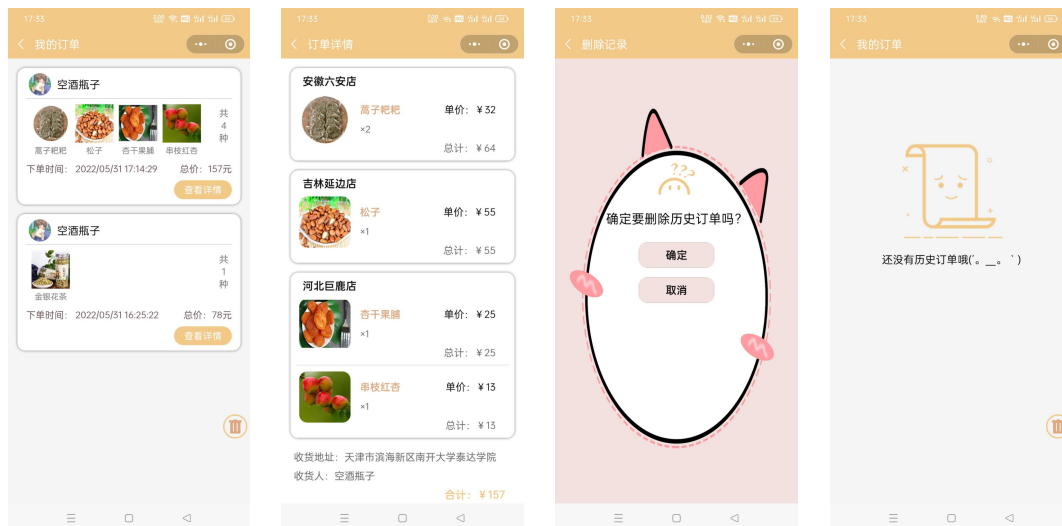 17:33
我的订单
空酒瓶子
蒿子粑粑
松子
杏干果脯
串枝红杏
共
4
种
下单时间： 2022/05/31 17:14:29 总价：157元
查看详情
空酒瓶子
金银花茶
共
1
种
下单时间： 2022/05/31 16:25:22 总价：78元
查看详情
17:33
订单详情
安徽六安店
蒿子粑粑 单价：￥32
×2
总计：￥64
吉林延边店
松子 单价：￥55
×1
总计：￥55
河北巨鹿店
杏干果脯 单价：￥25
×1
总计：￥25
串枝红杏 单价：￥13
×1
总计：￥13
收货地址：天津市滨海新区南开大学泰达学院
收货人：空酒瓶子
合计：￥157
17:33
删除记录
???
确定要删除历史订单吗?
确定
取消
17:33
我的订单
还没有历史订单哦(´。＿。｀)